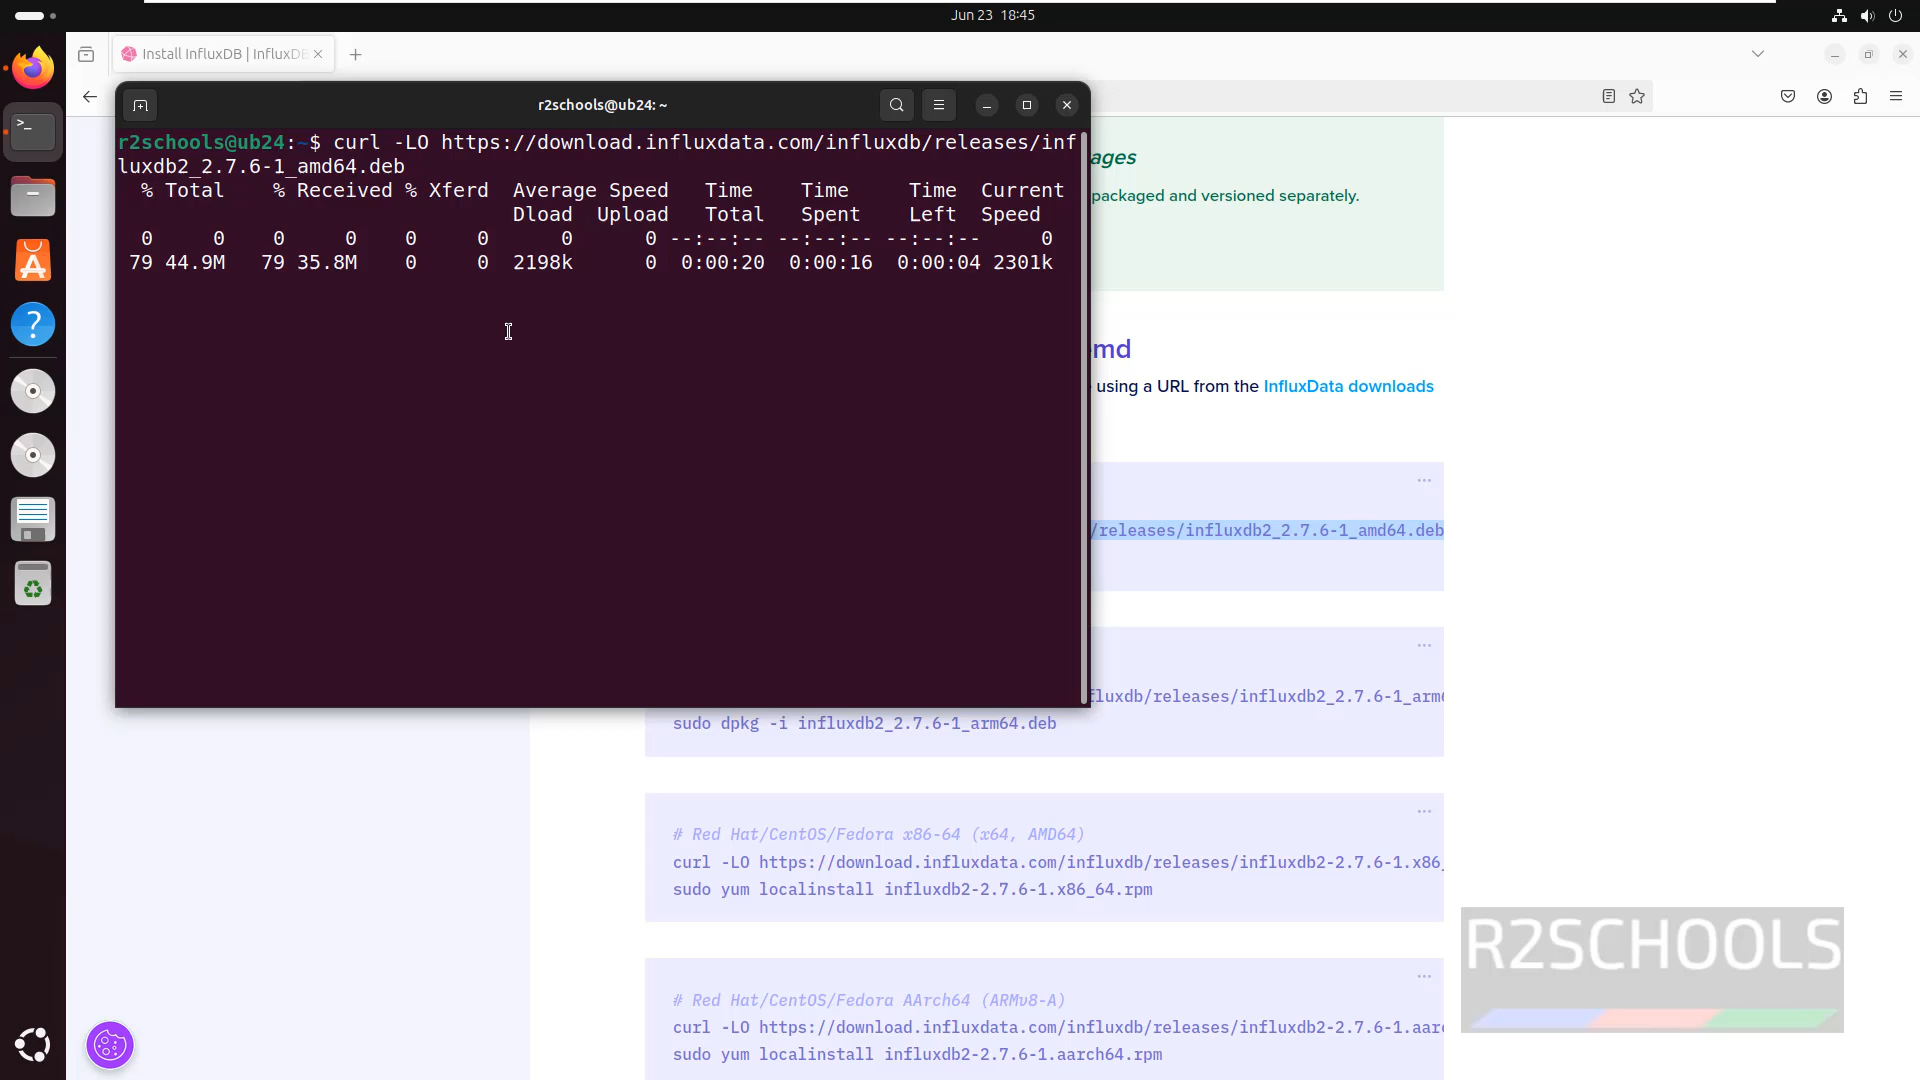 Jun 23 18:45
Install InfluxDB | InfluxDB
r2schools@ub24: ~
r2schools@ub24:~$ curl -LO https://download.influxdata.com/influxdb/releases/inf
luxdb2_2.7.6-1_amd64.deb
% Total % Received % Xferd Average Speed Time Time Time Current
Dload Upload Total Spent Left Speed
0 0 0 0 0 0 0 0 --:--:-- --:--:-- --:--:-- 0
79 44.9M 79 35.8M 0 0 2198k 0 0:00:20 0:00:16 0:00:04 2301k
ages
packaged and versioned separately.
emd
using a URL from the InfluxData downloads
/releases/influxdb2_2.7.6-1_amd64.deb
fluxdb/releases/influxdb2_2.7.6-1_arm6
sudo dpkg -i influxdb2_2.7.6-1_arm64.deb
# Red Hat/CentOS/Fedora x86-64 (x64, AMD64)
curl -LO https://download.influxdata.com/influxdb/releases/influxdb2-2.7.6-1.x86_
sudo yum localinstall influxdb2-2.7.6-1.x86_64.rpm
# Red Hat/CentOS/Fedora AArch64 (ARMv8-A)
curl -LO https://download.influxdata.com/influxdb/releases/influxdb2-2.7.6-1.aarc
sudo yum localinstall influxdb2-2.7.6-1.aarch64.rpm
R2SCHOOLS